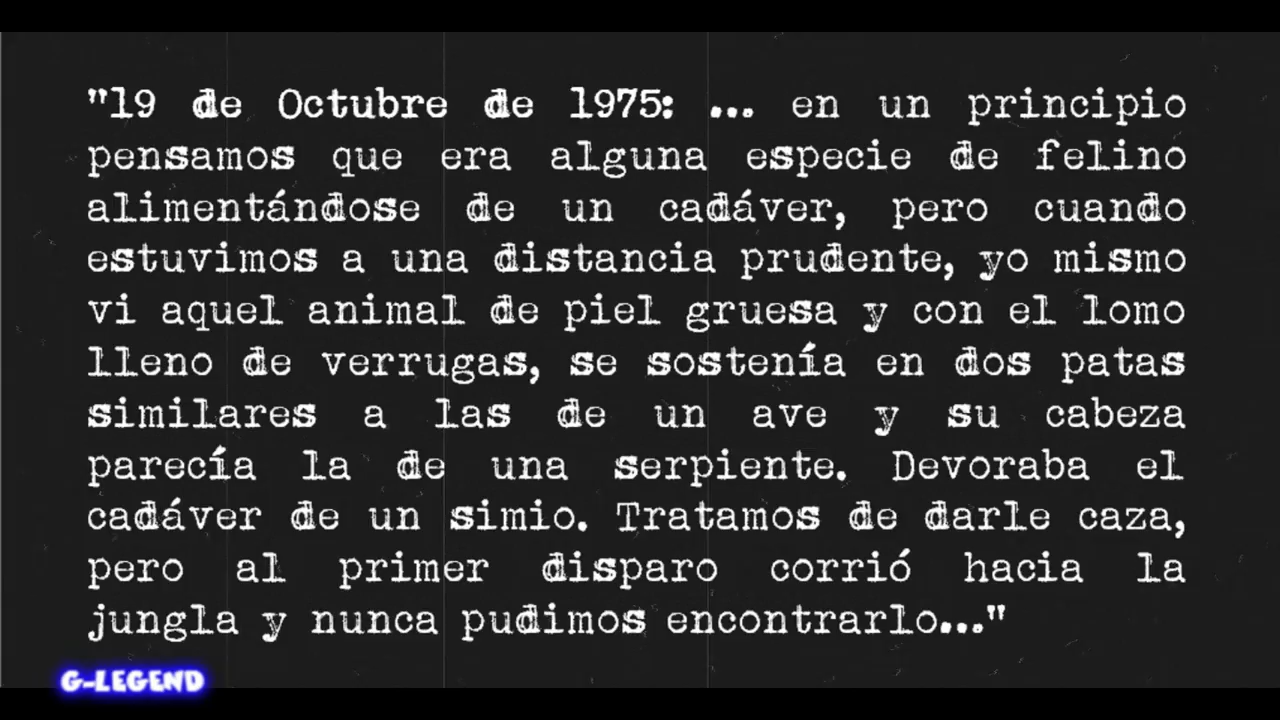 "19 de Octubre de 1975: ... en un principio
pensamos que era alguna especie de felino
alimentándose de un cadáver, pero cuando
estuvimos a una distancia prudente, yo mismo
vi aquel animal de piel gruesa y con el lomo
lleno de verrugas, se sostenía en dos patas
similares a las de un ave y su cabeza
parecía la de una serpiente. Devoraba el
cadáver de un simio. Tratamos de darle caza,
pero al primer disparo corrió hacia la
jungla y nunca pudimos encontrarlo..."
G-LEGEND